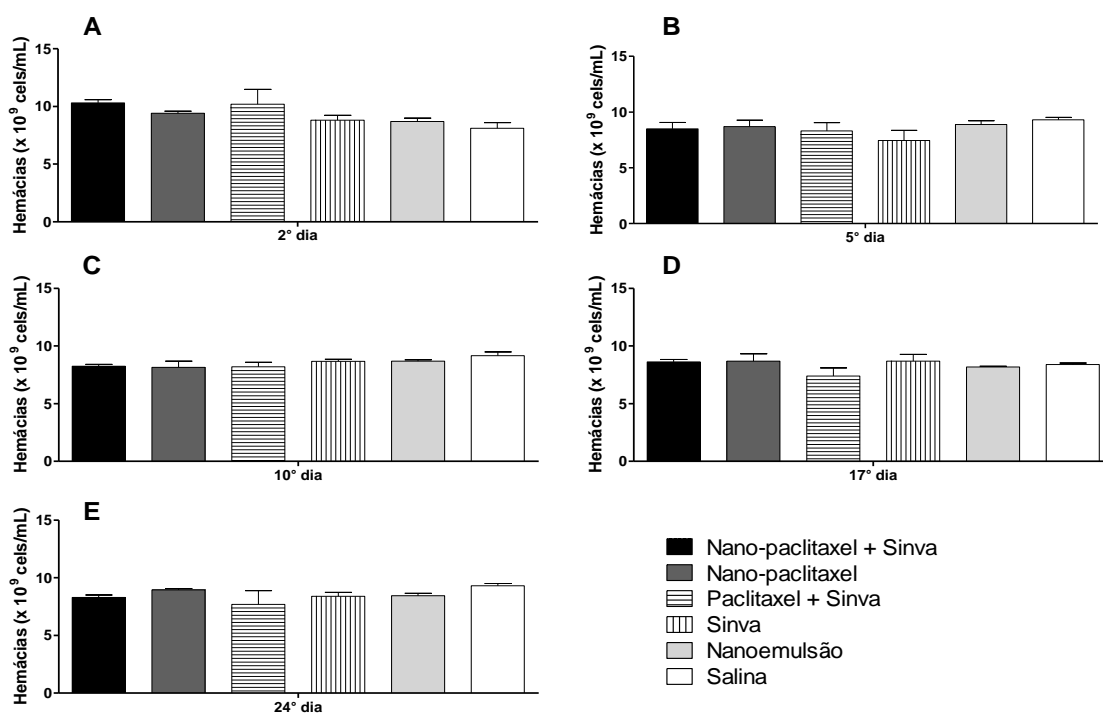 A
Hemácias (x 10⁹ cels/mL)
15
10
5
0
2° dia
B
Hemácias (x 10⁹ cels/mL)
15
10
5
0
5° dia
C
Hemácias (x 10⁹ cels/mL)
15
10
5
0
10° dia
D
Hemácias (x 10⁹ cels/mL)
15
10
5
0
17° dia
E
Hemácias (x 10⁹ cels/mL)
15
10
5
0
24° dia
Nano-paclitaxel + Sinva
Nano-paclitaxel
Paclitaxel + Sinva
Sinva
Nanoemulsão
Salina